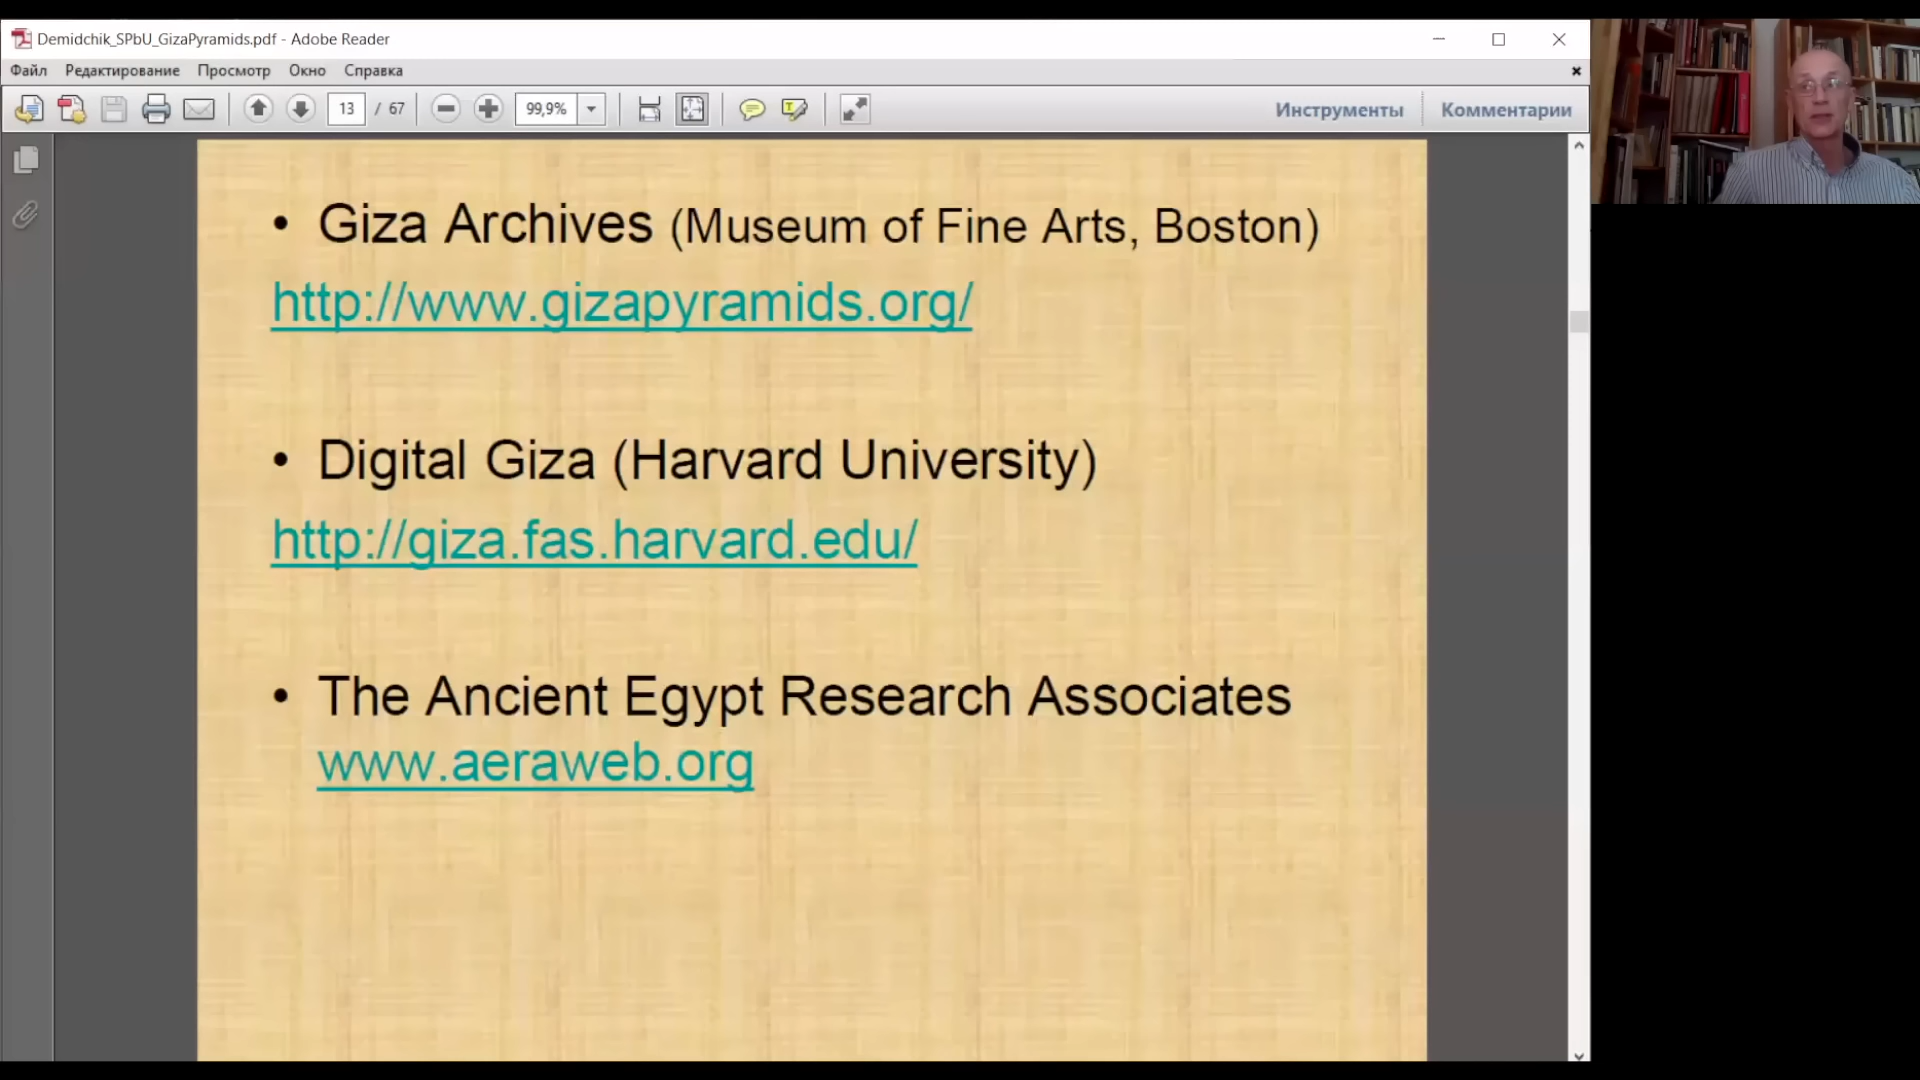 Demidchik_SPbU_GizaPyramids.pdf - Adobe Reader
Файл Редактирование Просмотр Окно Справка
13 / 67 99,9% Инструменты Комментарии
• Giza Archives (Museum of Fine Arts, Boston)
http://www.gizapyramids.org/
• Digital Giza (Harvard University)
http://giza.fas.harvard.edu/
• The Ancient Egypt Research Associates
www.aeraweb.org